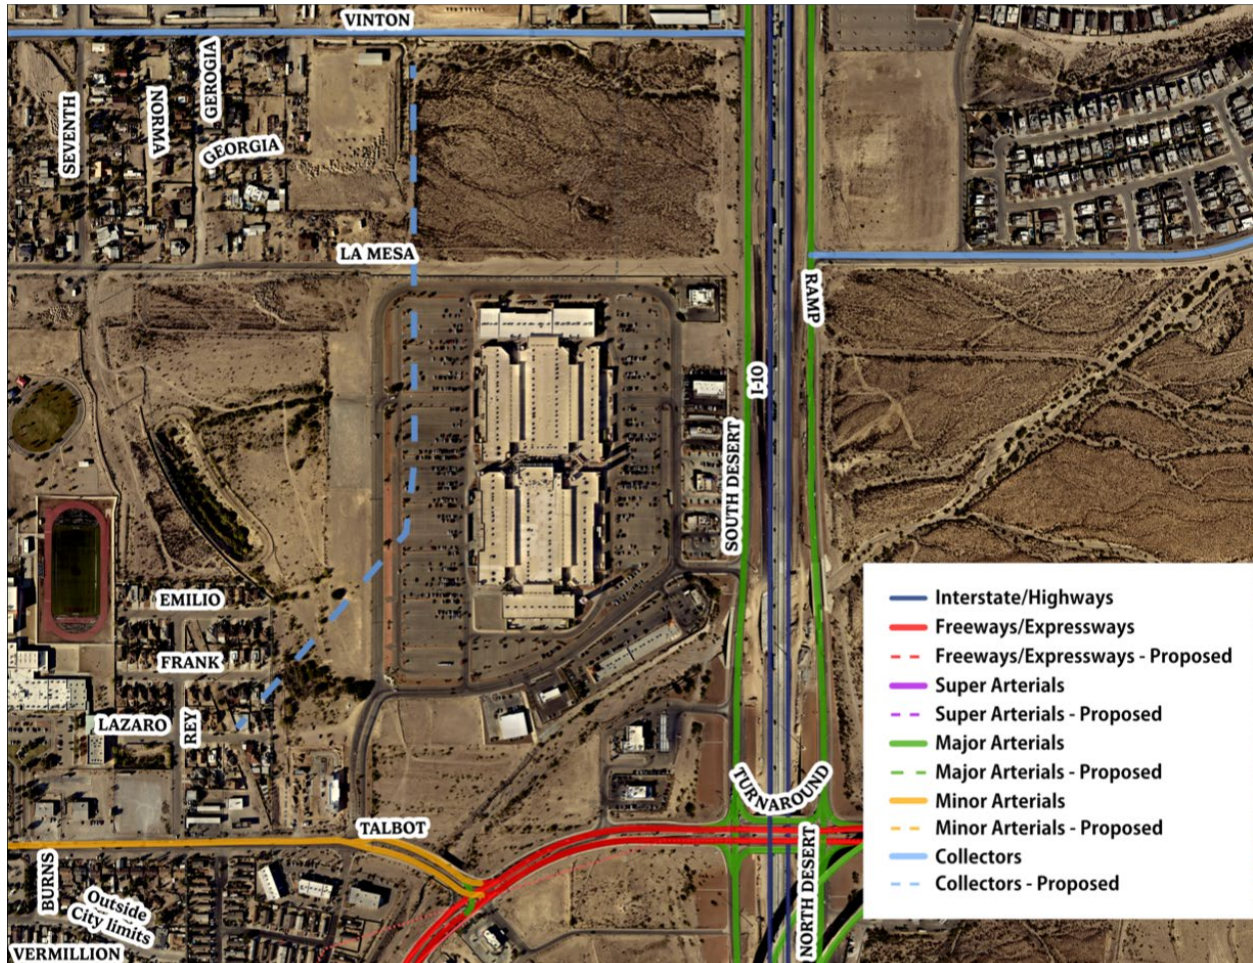 VINTON
SEVENTH
NORMA
GEROGIA
GEORGIA
LA MESA
RAMP
I-10
SOUTH DESERT
EMILIO
FRANK
LAZARO
REY
TURNAROUND
TALBOT
NORTH DESERT
BURNS
Outside
City limits
VERMILLION
Interstate/Highways
Freeways/Expressways
Freeways/Expressways - Proposed
Super Arterials
Super Arterials - Proposed
Major Arterials
Major Arterials - Proposed
Minor Arterials
Minor Arterials - Proposed
Collectors
Collectors - Proposed